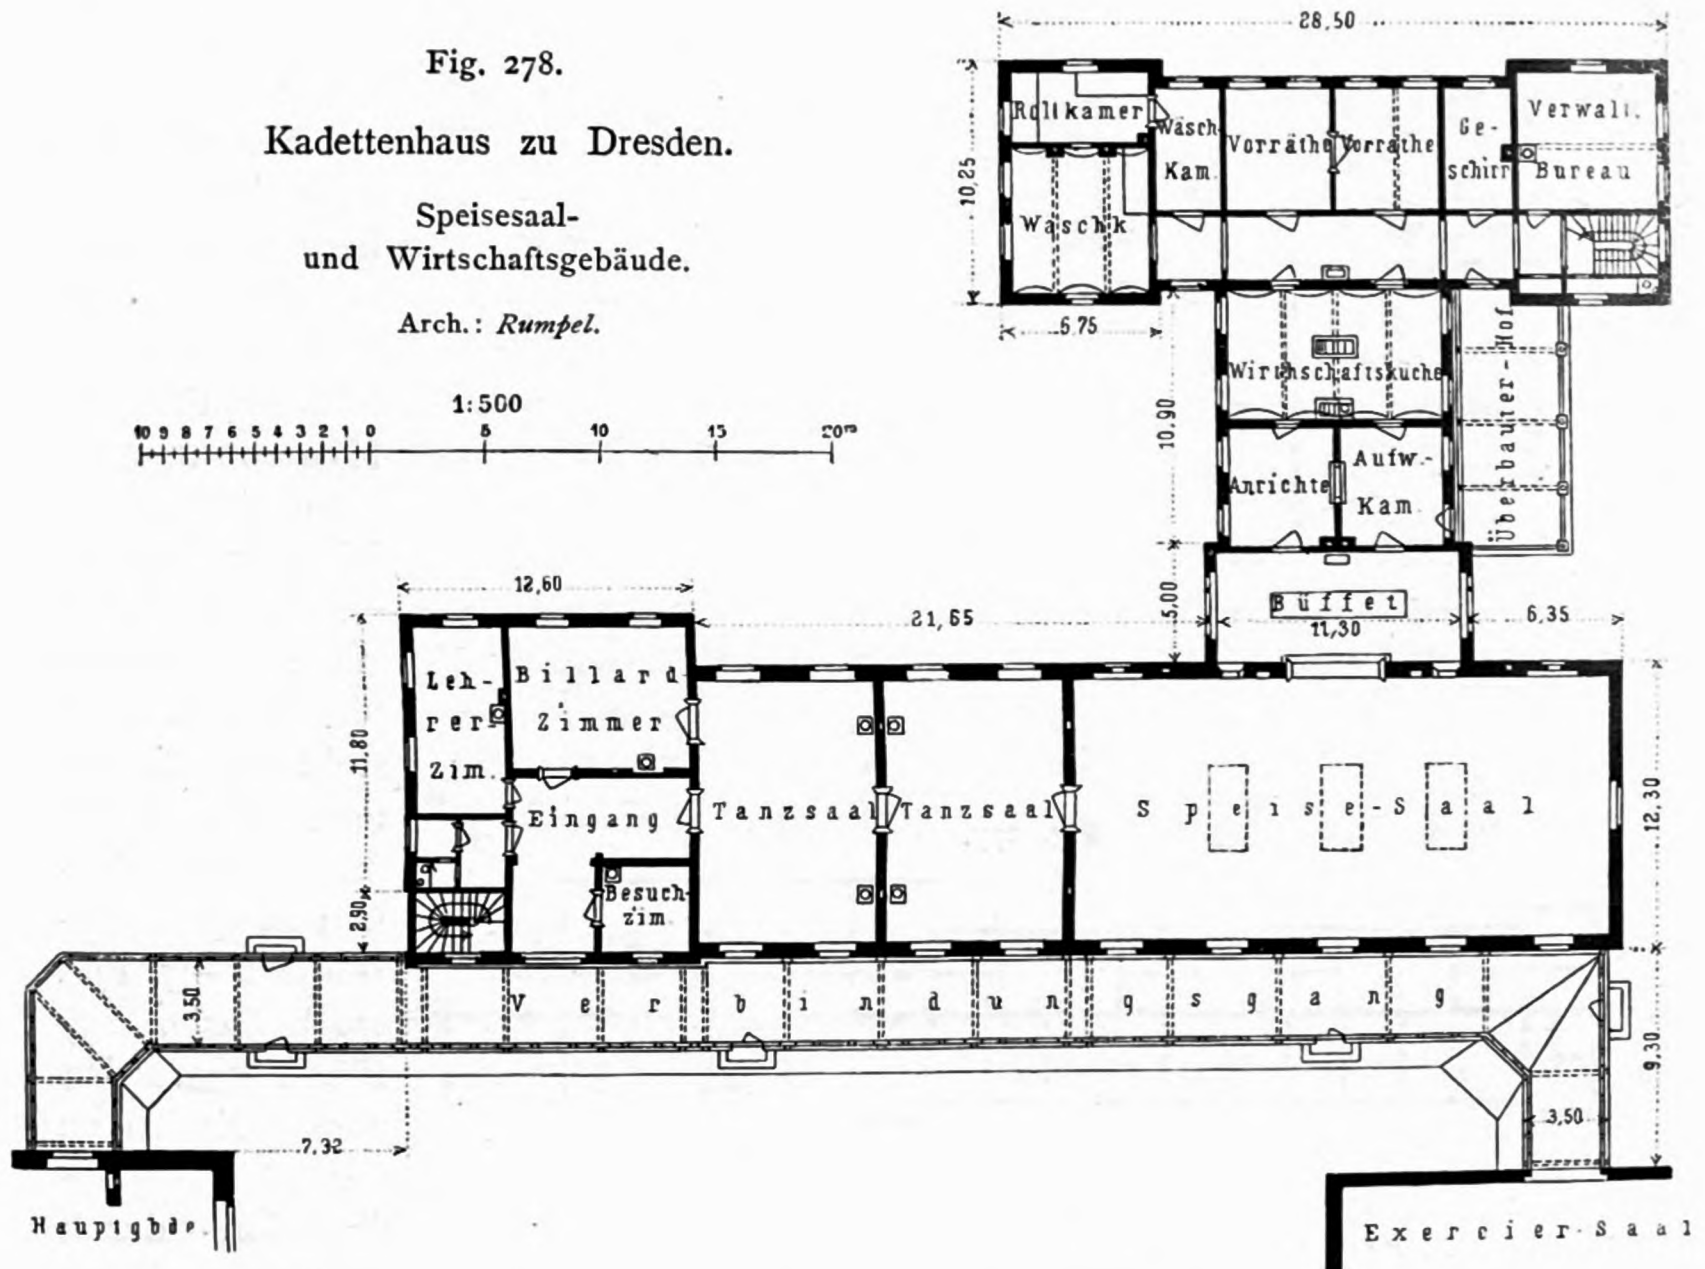 Fig. 278.
Kadettenhaus zu Dresden.
Speisesaal-
und Wirtschaftsgebäude.
Arch.: Rumpel.
1:500
10 9 8 7 6 5 4 3 2 1 0 5 10 15 20m
28,50
10,25
Rollkamer
Wäsch
Kam.
Vorräthe
Vorräthe
Ge-
schirr
Verwalt.
Bureau
Waschk.
6,75
10,90
Wirthschaftsküche
Überbauter-Hof
Anrichte
Aufw.-
Kam.
5,00
Büffet
11,30
12,60
21,65
6,35
11,80
Leh-
rer-
Zim.
Billard
Zimmer
Eingang
Besuch-
zim.
Tanzsaal
Tanzsaal
Speise-Saal
12,30
2,90
3,50
Verbindungsgang
9,30
3,50
7,32
Hauptgbde.
Exercier-Saal